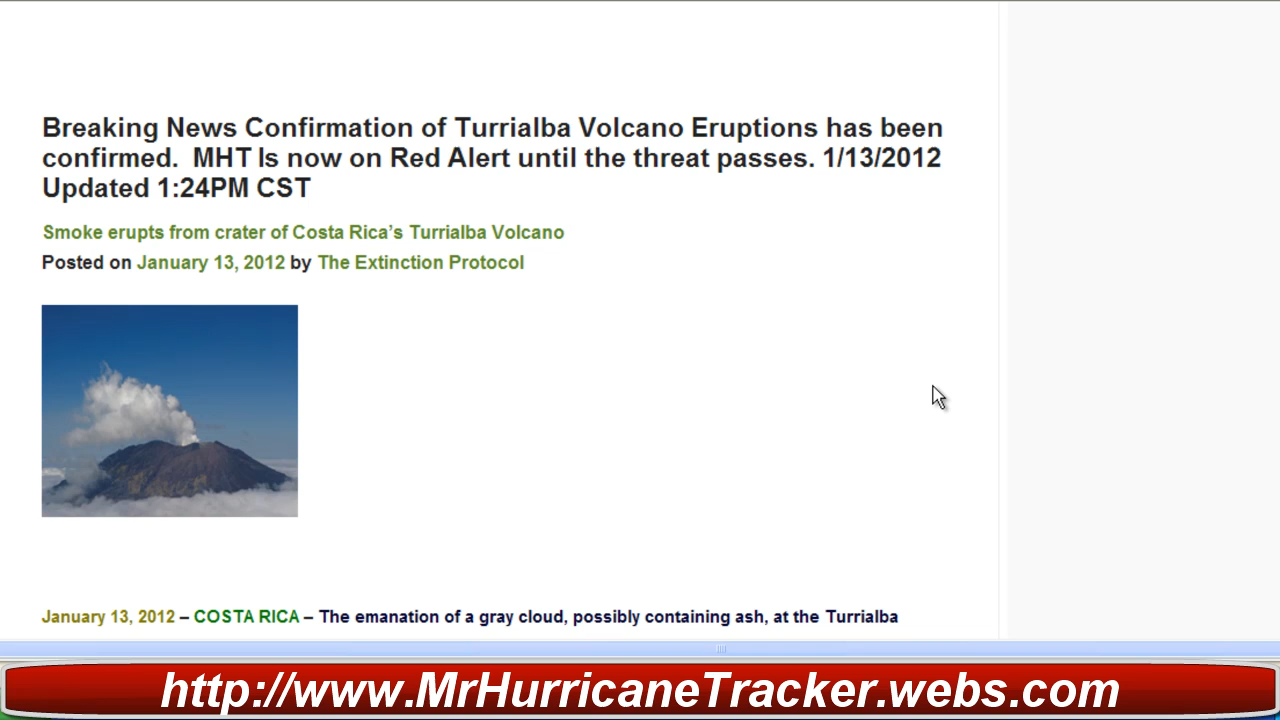 Breaking News Confirmation of Turrialba Volcano Eruptions has been
confirmed.  MHT Is now on Red Alert until the threat passes. 1/13/2012
Updated 1:24PM CST
Smoke erupts from crater of Costa Rica's Turrialba Volcano
Posted on January 13, 2012 by The Extinction Protocol
January 13, 2012 – COSTA RICA – The emanation of a gray cloud, possibly containing ash, at the Turrialba
http://www.MrHurricaneTracker.webs.com